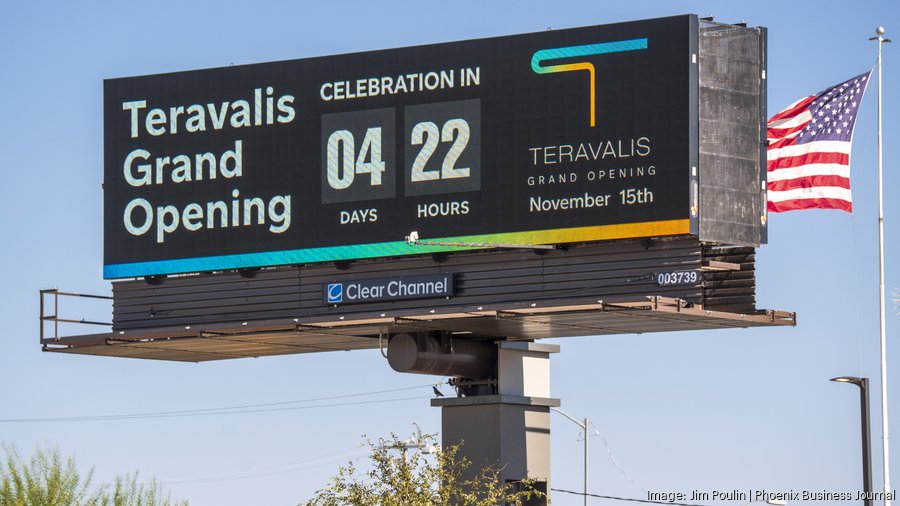 Teravalis
Grand
Opening
CELEBRATION IN
04 22
DAYS HOURS
TERAVALIS
GRAND OPENING
November 15th
Clear Channel
003739
Image: Jim Poulin | Phoenix Business Journal